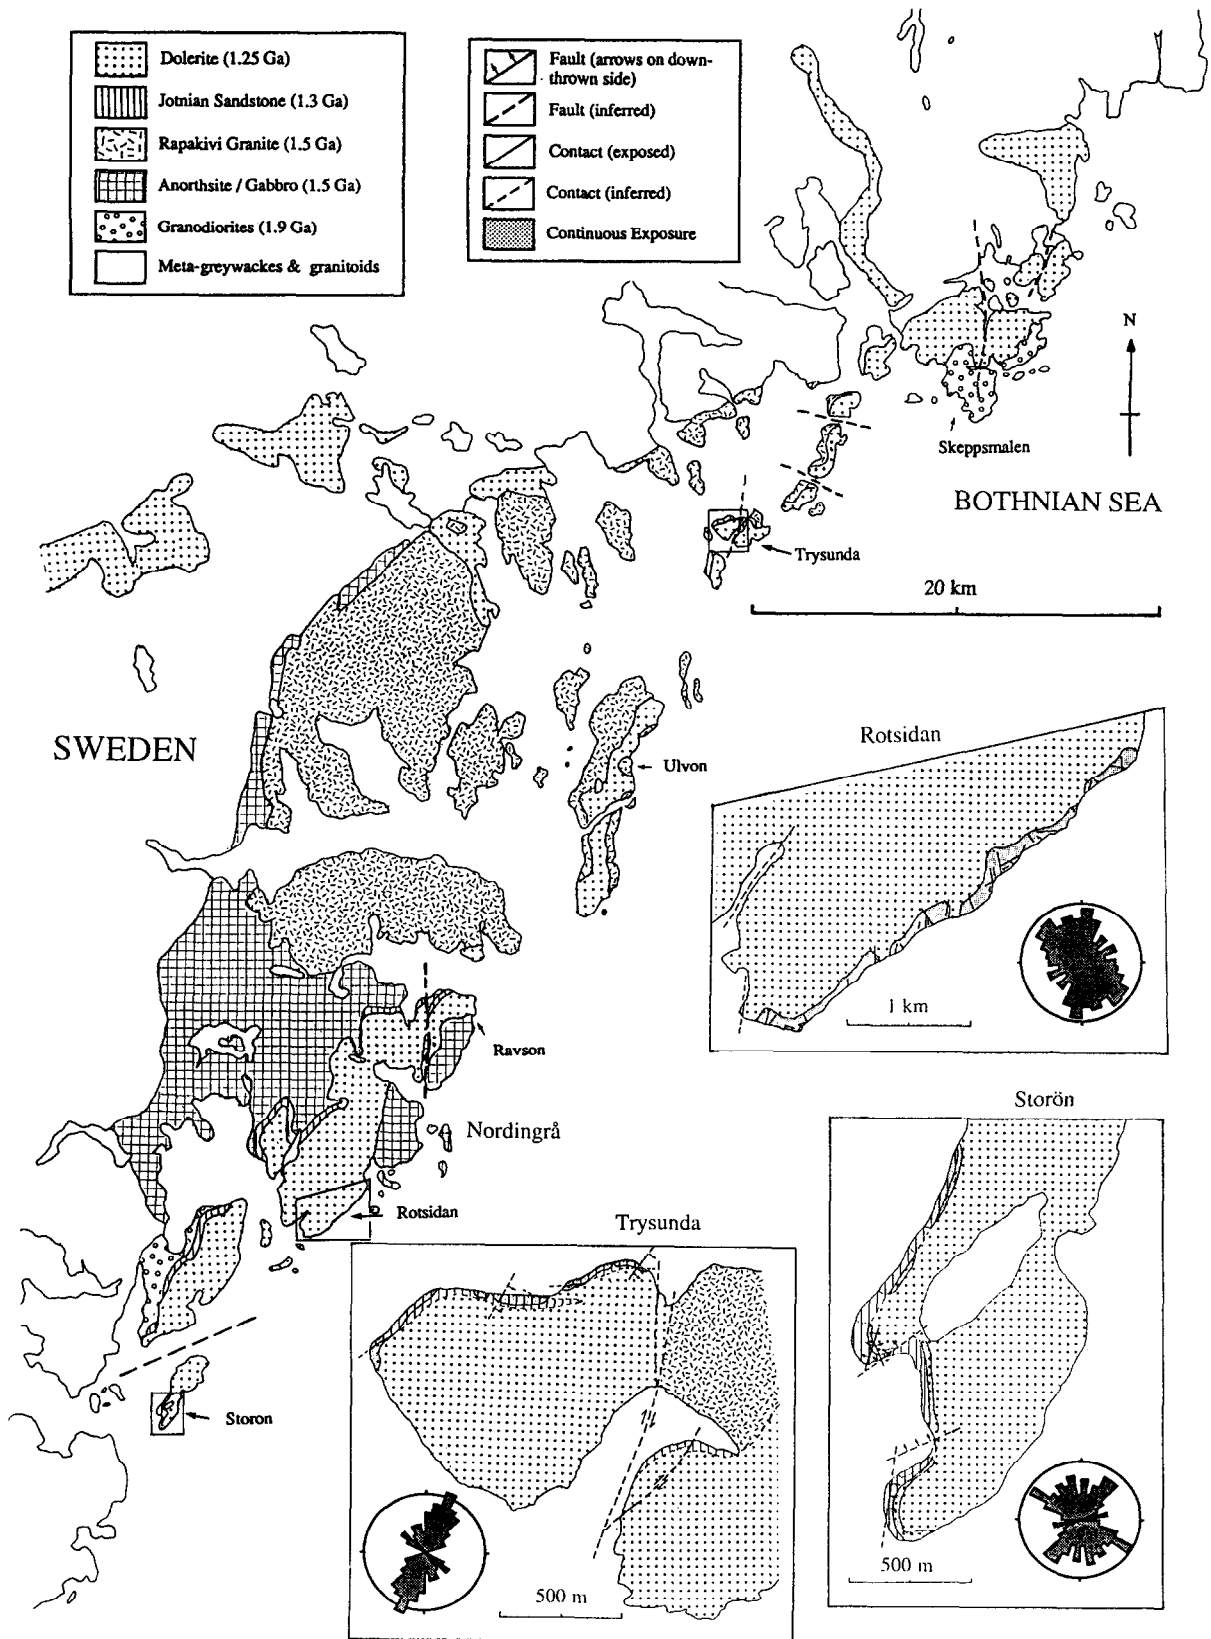 Dolerite (1.25 Ga)
Jotnian Sandstone (1.3 Ga)
Rapakivi Granite (1.5 Ga)
Anorthsite / Gabbro (1.5 Ga)
Granodiorites (1.9 Ga)
Meta-greywackes & granitoids
Fault (arrows on down-
thrown side)
Fault (inferred)
Contact (exposed)
Contact (inferred)
Continuous Exposure
N
Skeppsmalen
BOTHNIAN SEA
Trysunda
20 km
SWEDEN
Ulvon
Rotsidan
1 km
Ravson
Nordingrå
Rotsidan
Storon
Trysunda
500 m
Storön
500 m